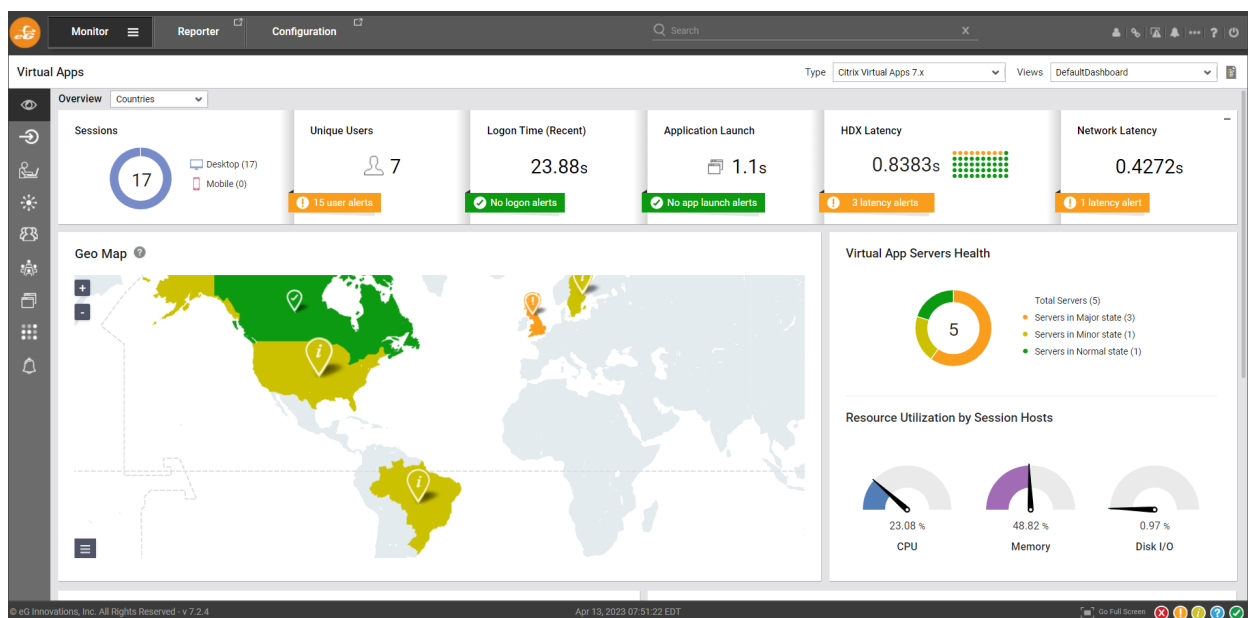 eG Monitor Reporter Configuration Search X ?
Virtual Apps Type Citrix Virtual Apps 7.x Views DefaultDashboard
Overview Countries
Sessions
17
Desktop (17)
Mobile (0)
Unique Users
7
15 user alerts
Logon Time (Recent)
23.88s
No logon alerts
Application Launch
1.1s
No app launch alerts
HDX Latency
0.8383s
3 latency alerts
Network Latency
0.4272s
1 latency alert
Geo Map ?
+
-
i
i
i
Virtual App Servers Health
5
Total Servers (5)
Servers in Major state (3)
Servers in Minor state (1)
Servers in Normal state (1)
Resource Utilization by Session Hosts
23.08 % 48.82 % 0.97 %
CPU Memory Disk I/O
© eG Innovations, Inc. All Rights Reserved - v 7.2.4 Apr 13, 2023 07:51:22 EDT Go Full Screen